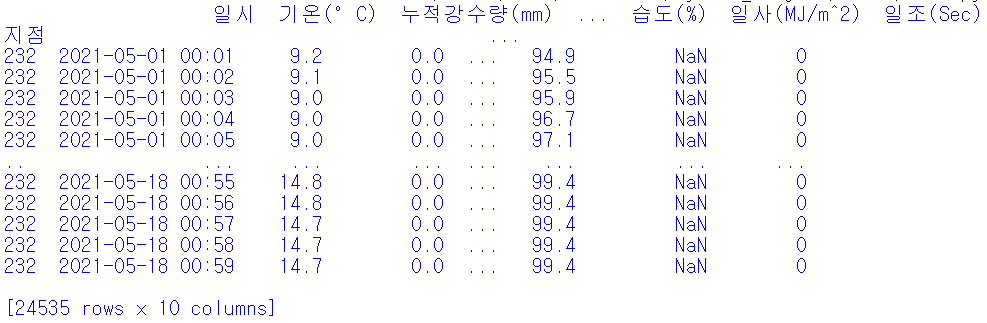 일시 기온(° C) 누적강수량(mm) ... 습도(%) 일사(MJ/m^2) 일조(Sec)
지점 ...
232 2021-05-01 00:01 9.2 0.0 ... 94.9 NaN 0
232 2021-05-01 00:02 9.1 0.0 ... 95.5 NaN 0
232 2021-05-01 00:03 9.0 0.0 ... 95.9 NaN 0
232 2021-05-01 00:04 9.0 0.0 ... 96.7 NaN 0
232 2021-05-01 00:05 9.0 0.0 ... 97.1 NaN 0
.. ... ... ... ... ... ... ...
232 2021-05-18 00:55 14.8 0.0 ... 99.4 NaN 0
232 2021-05-18 00:56 14.8 0.0 ... 99.4 NaN 0
232 2021-05-18 00:57 14.7 0.0 ... 99.4 NaN 0
232 2021-05-18 00:58 14.7 0.0 ... 99.4 NaN 0
232 2021-05-18 00:59 14.7 0.0 ... 99.4 NaN 0
[24535 rows x 10 columns]